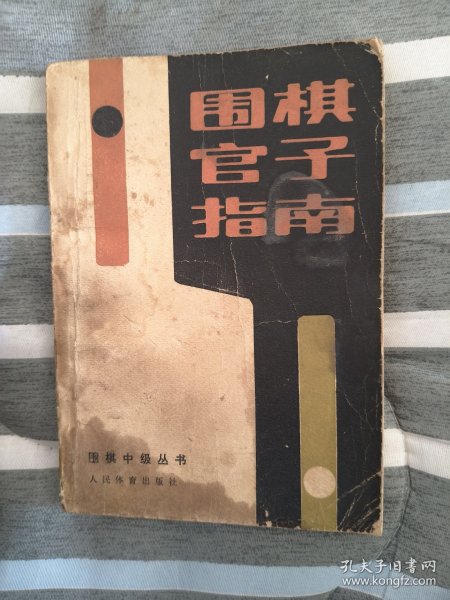 围棋
官子
指南
围棋中级丛书
人民体育出版社
孔夫子旧书网
www.kongfz.com